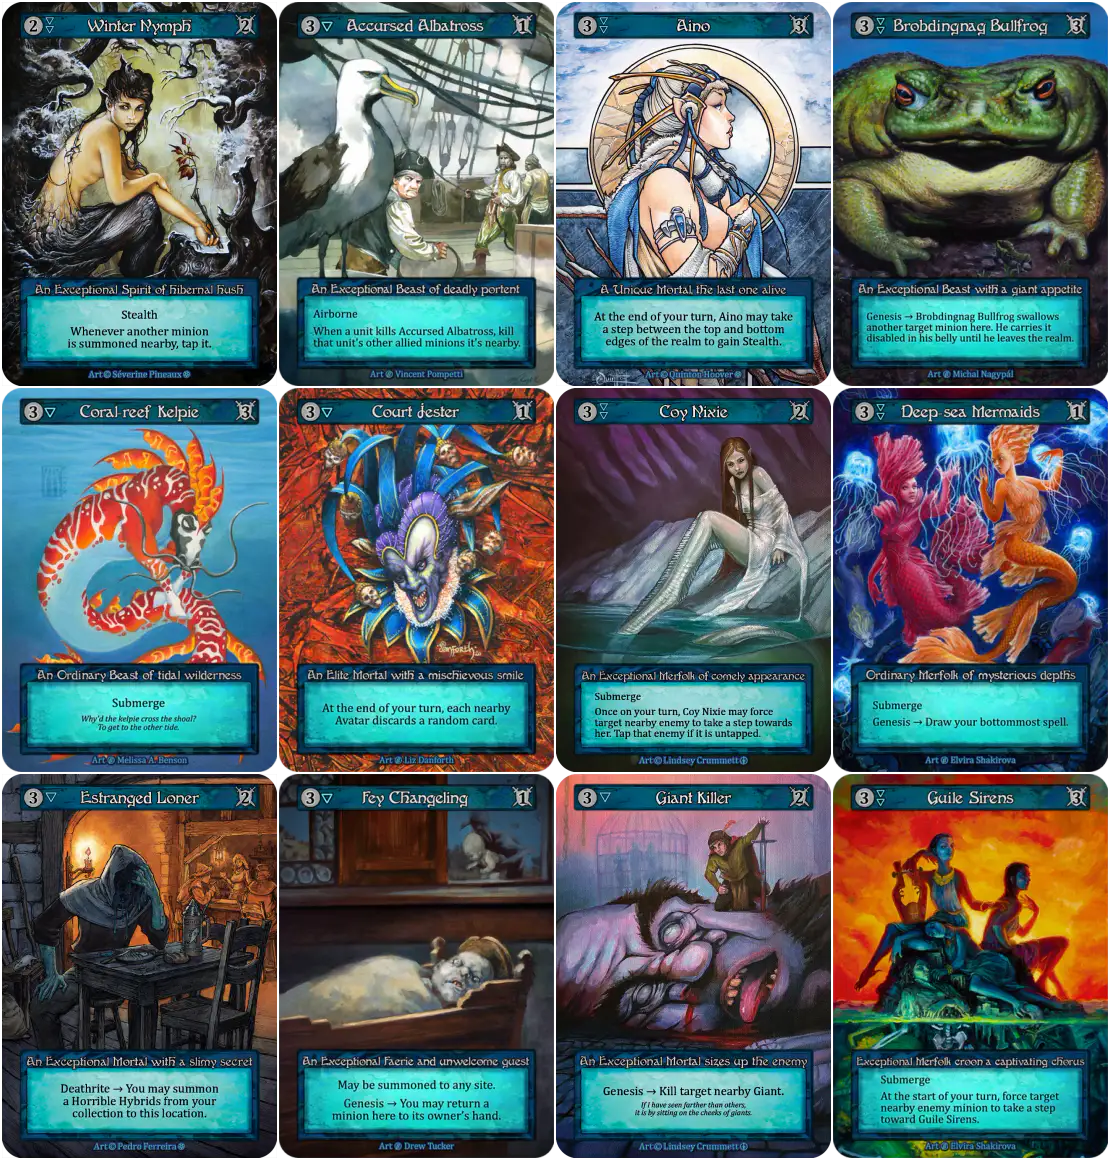 2 Winter Nymph 2
An Exceptional Spirit of hibernal hush
Stealth
Whenever another minion
is summoned nearby, tap it.
Art © Séverine Pineaux
3 Accursed Albatross 1
An Exceptional Beast of deadly portent
Airborne
When a unit kills Accursed Albatross, kill
that unit's other allied minions it's nearby.
Art Vincent Pompetti
3 Aino 3
A Unique Mortal, the last one alive
At the end of your turn, Aino may take
a step between the top and bottom
edges of the realm to gain Stealth.
Art © Quinton Hoover
3 Brobdingnag Bullfrog 3
An Exceptional Beast with a giant appetite
Genesis → Brobdingnag Bullfrog swallows
another target minion here. He carries it
disabled in his belly until he leaves the realm.
Art Michal Nagypál
3 Coral-reef Kelpie 3
An Ordinary Beast of tidal wilderness
Submerge
Why'd the kelpie cross the shoal?
To get to the other tide.
Art Melissa A. Benson
3 Court Jester 1
Danforth
An Elite Mortal with a mischievous smile
At the end of your turn, each nearby
Avatar discards a random card.
Art Liz Danforth
3 Coy Nixie 2
An Exceptional Merfolk of comely appearance
Submerge
Once on your turn, Coy Nixie may force
target nearby enemy to take a step towards
her. Tap that enemy if it is untapped.
Art © Lindsey Crummett
3 Deep-sea Mermaids 1
Ordinary Merfolk of mysterious depths
Submerge
Genesis → Draw your bottommost spell.
Art Elvira Shakirova
3 Estranged Loner 2
An Exceptional Mortal with a slimy secret
Deathrite → You may summon
a Horrible Hybrids from your
collection to this location.
Art © Pedro Ferreira
3 Fey Changeling 1
An Exceptional Faerie and unwelcome guest
May be summoned to any site.
Genesis → You may return a
minion here to its owner's hand.
Art Drew Tucker
3 Giant Killer 2
An Exceptional Mortal sizes up the enemy
Genesis → Kill target nearby Giant.
If I have seen farther than others,
it is by sitting on the cheeks of giants.
Art © Lindsey Crummett
3 Guile Sirens 3
Exceptional Merfolk croon a captivating chorus
Submerge
At the start of your turn, force target
nearby enemy minion to take a step
toward Guile Sirens.
Art Elvira Shakirova